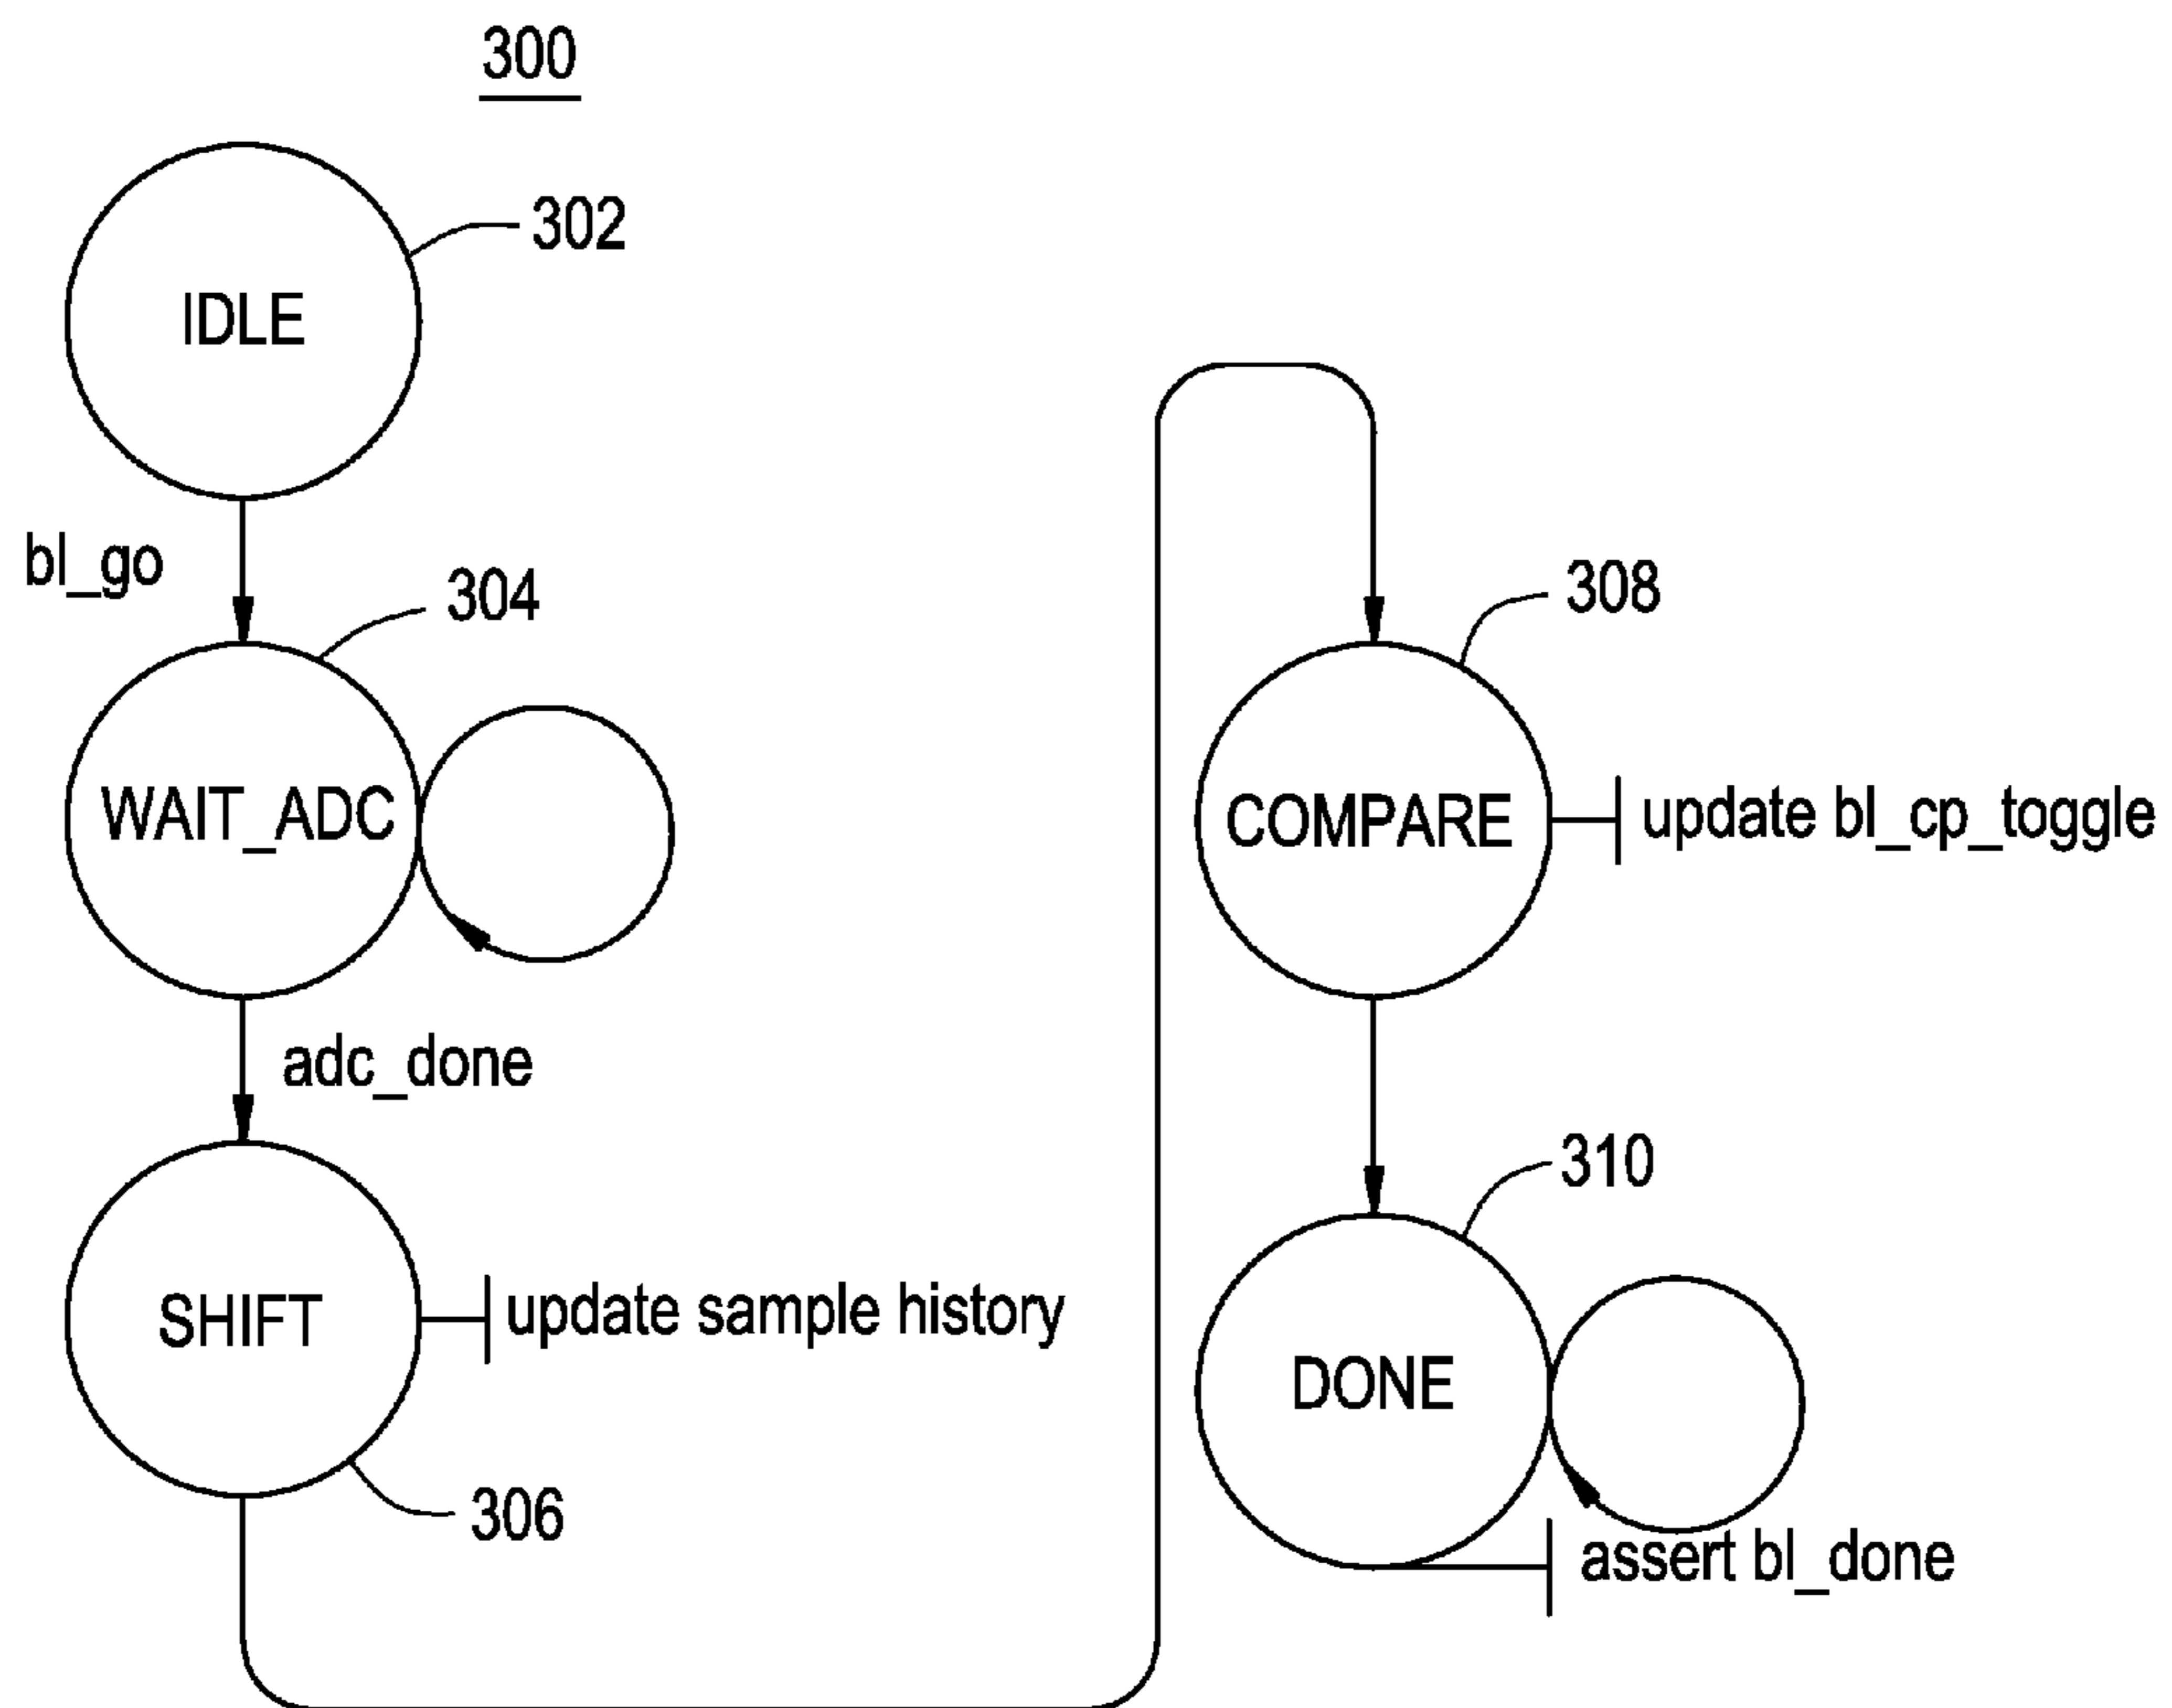 300
302
IDLE
bl_go
304
WAIT_ADC
adc_done
SHIFT
update sample history
306
308
COMPARE
update bl_cp_toggle
310
DONE
assert bl_done